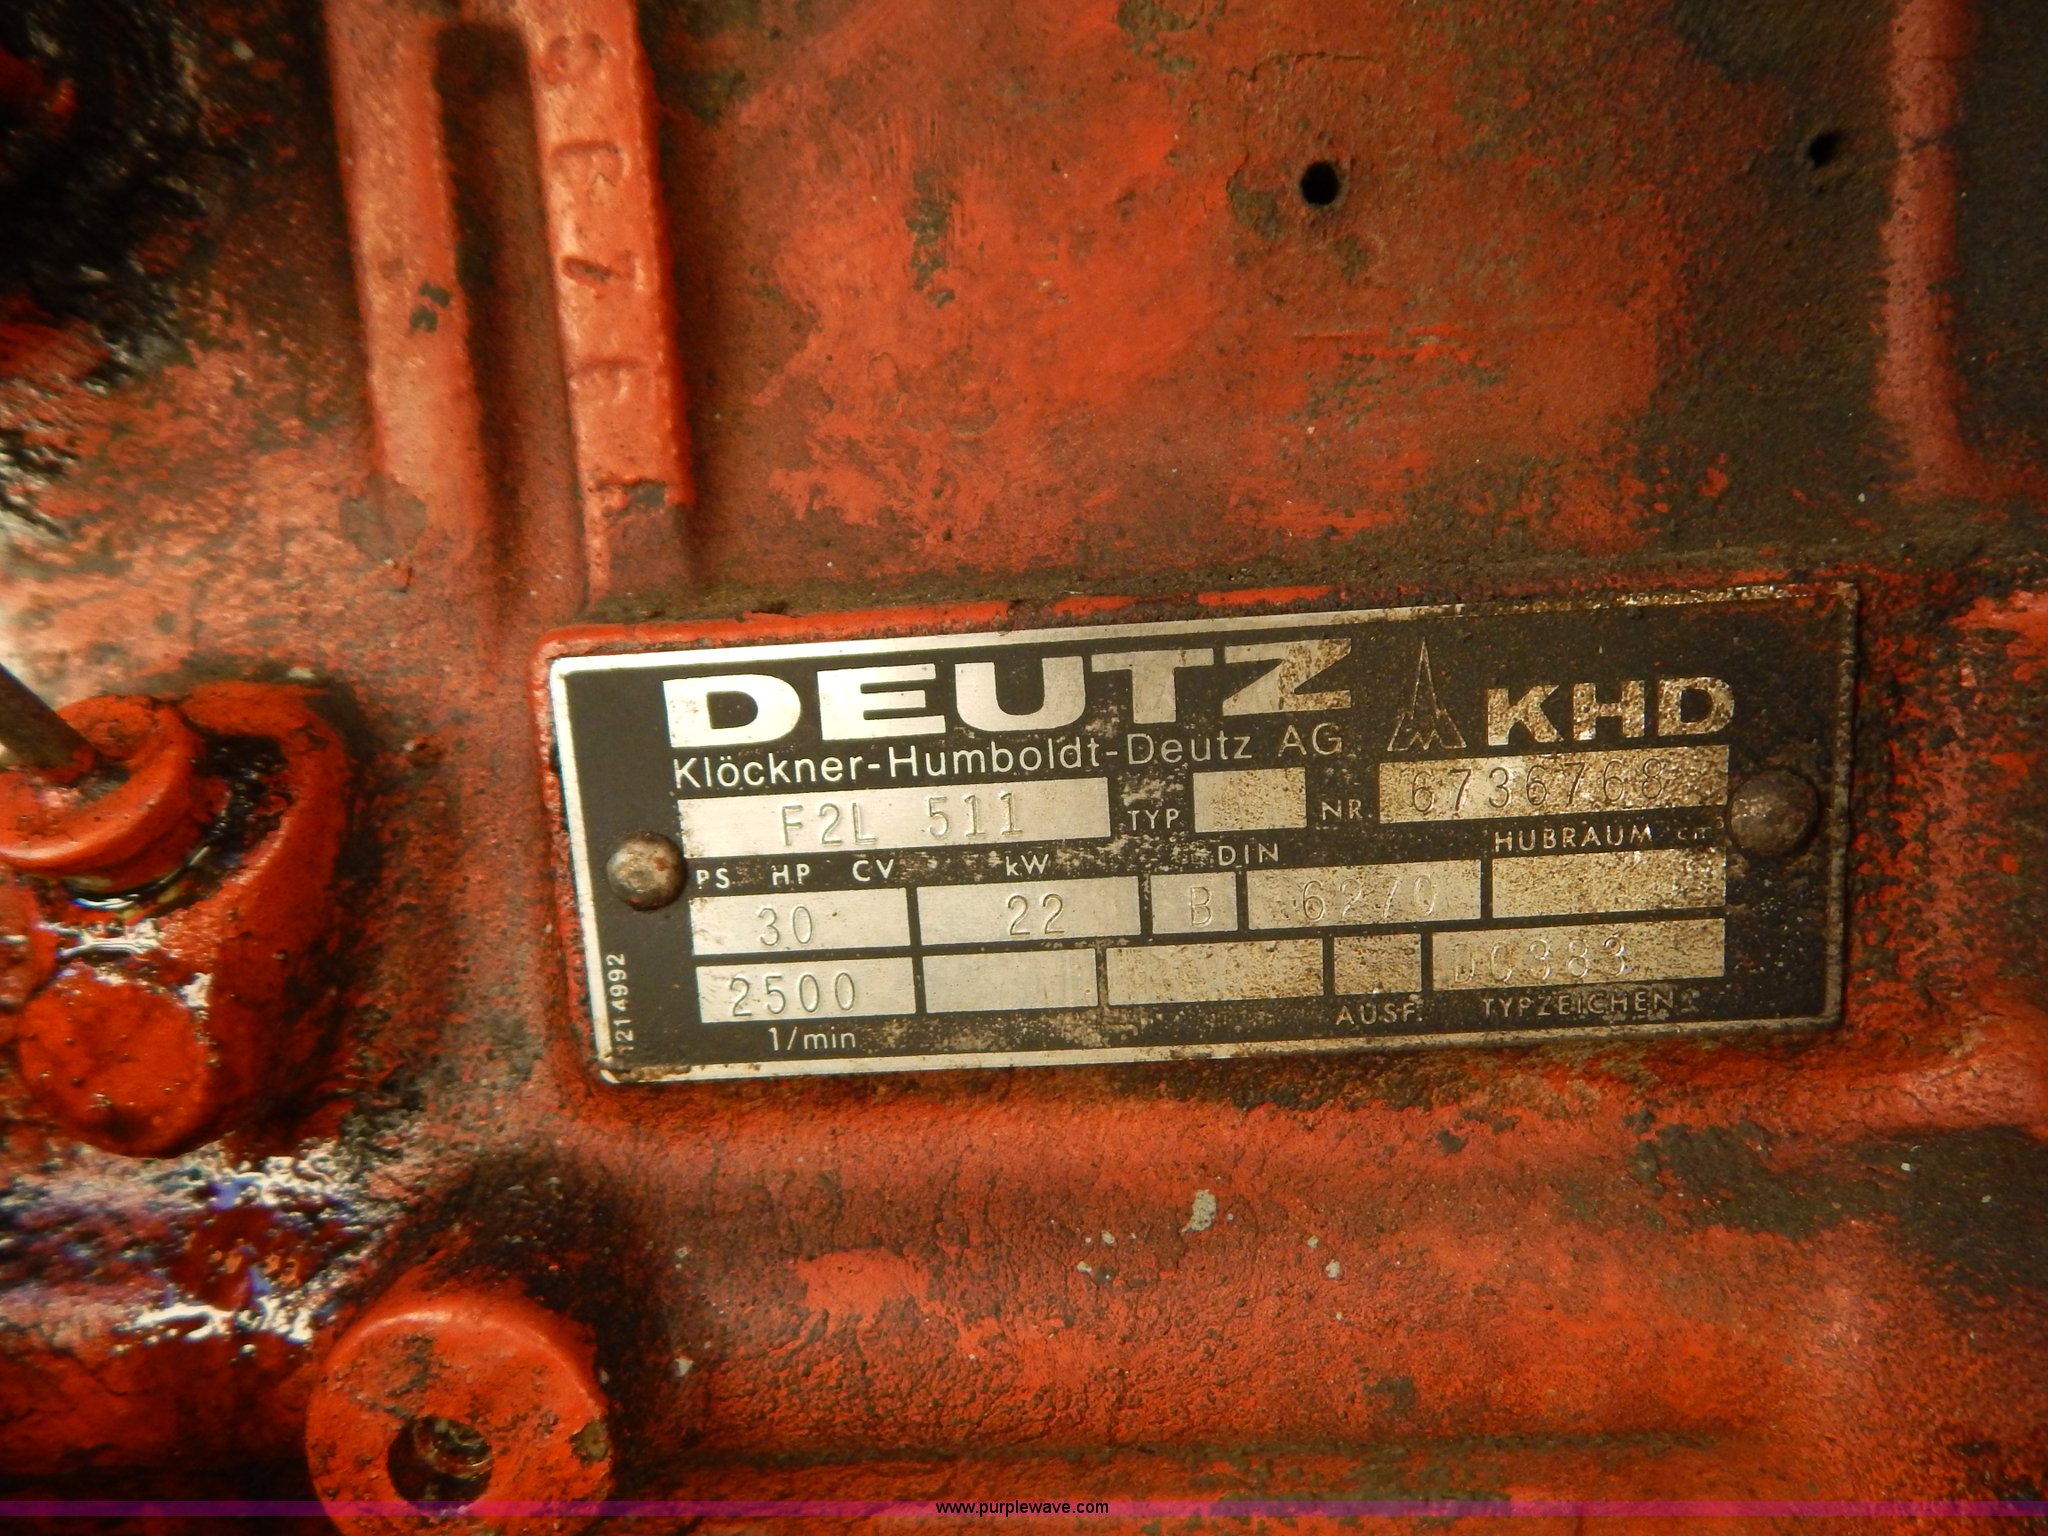 DEUTZ KHD
Klöckner-Humboldt-Deutz AG
F2L 511 TYP NR 6736768
PS HP CV kW DIN HUBRAUM
30 22 B 6270
2500 DC383
1/min AUSF. TYPZEICHEN
1214992
www.purplewave.com